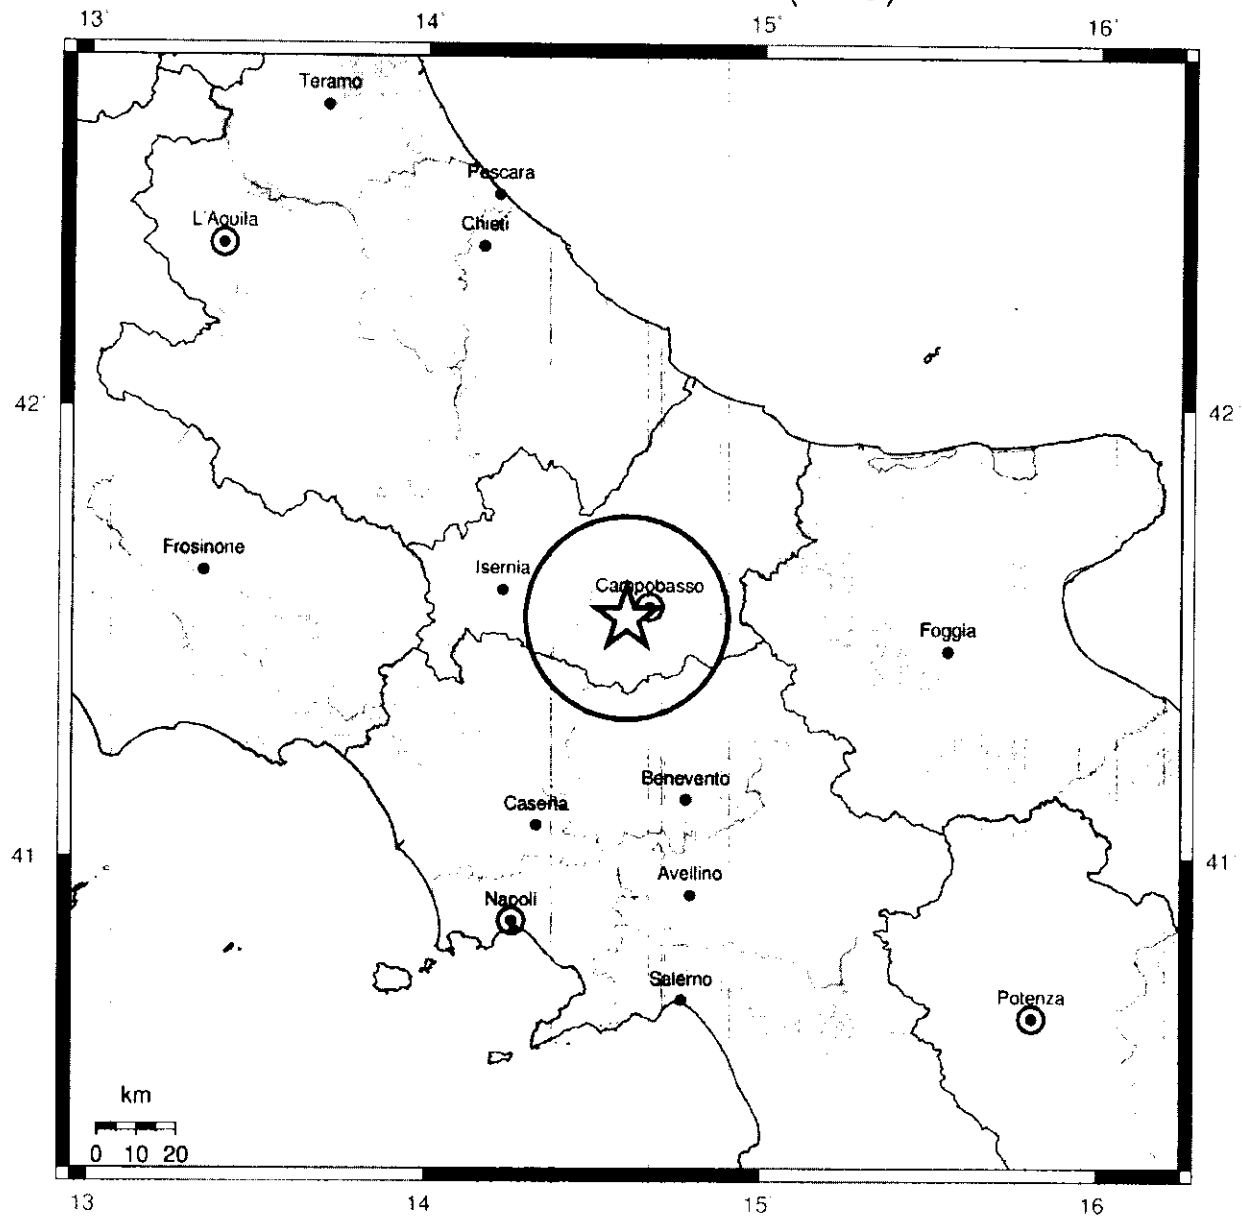 13° 14° 15° 16°
Teramo
Pescara
L'Aquila
Chieti
42° 42°
Frosinone
Isernia
Campobasso
Foggia
Benevento
Caserta
41 41°
Avellino
Napoli
Salerno
Potenza
km
0 10 20
13 14 15° 16